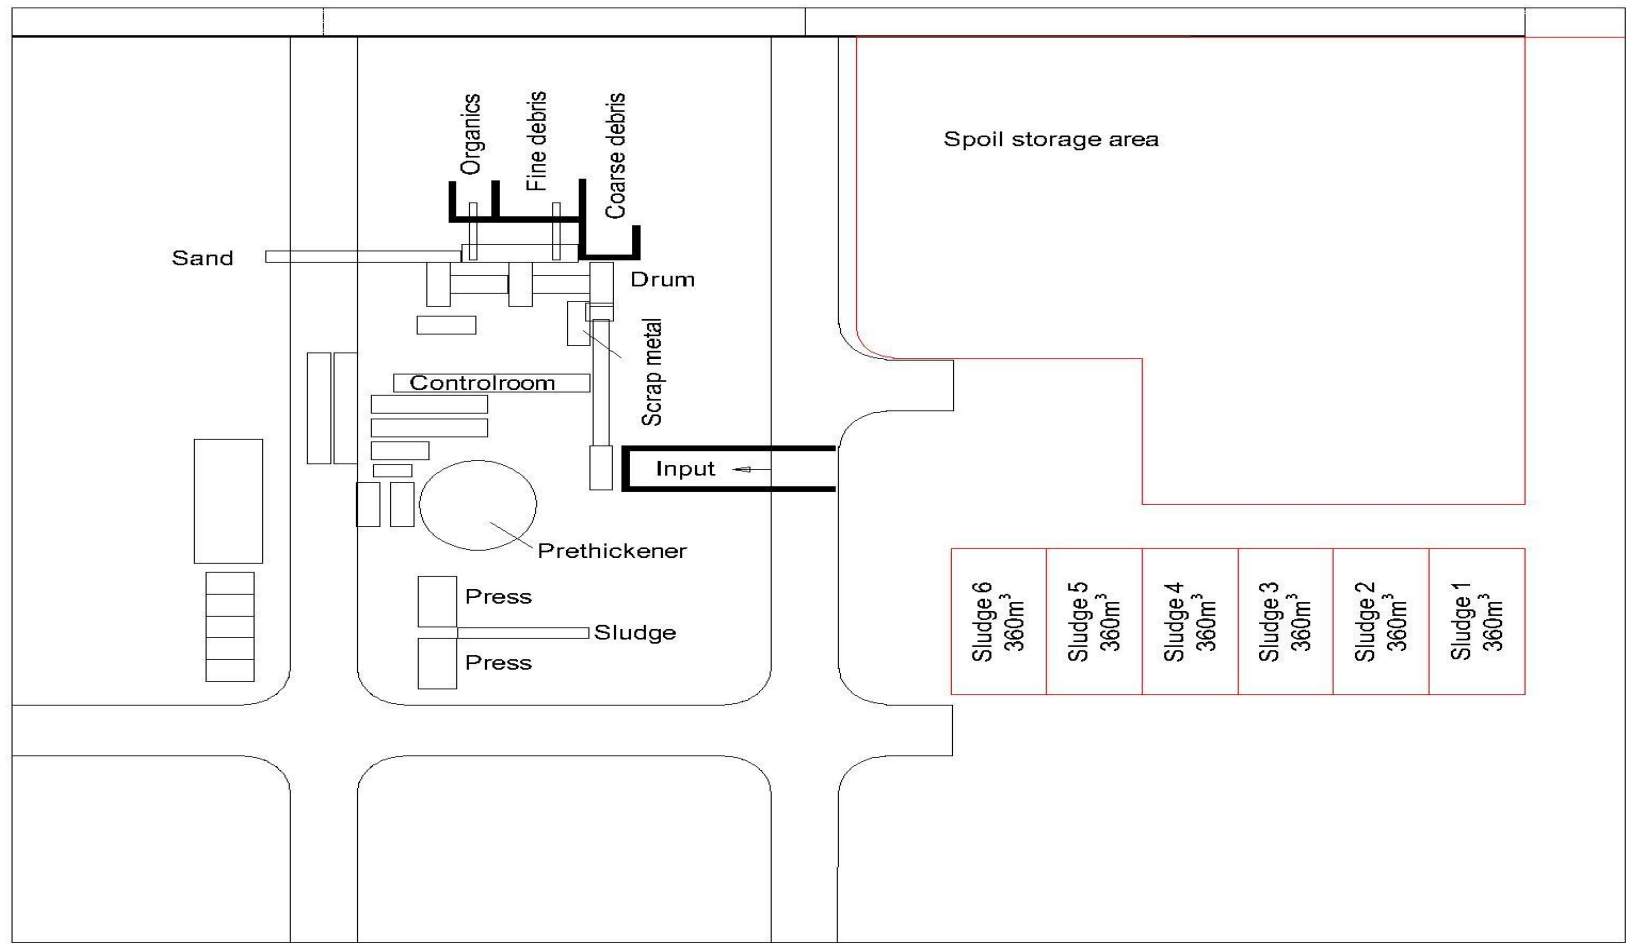 Organics
Fine debris
Coarse debris
Spoil storage area
Sand
Drum
Scrap metal
Controlroom
Input
Prethickener
Press
Sludge
Press
Sludge 6
360m³
Sludge 5
360m³
Sludge 4
360m³
Sludge 3
360m³
Sludge 2
360m³
Sludge 1
360m³